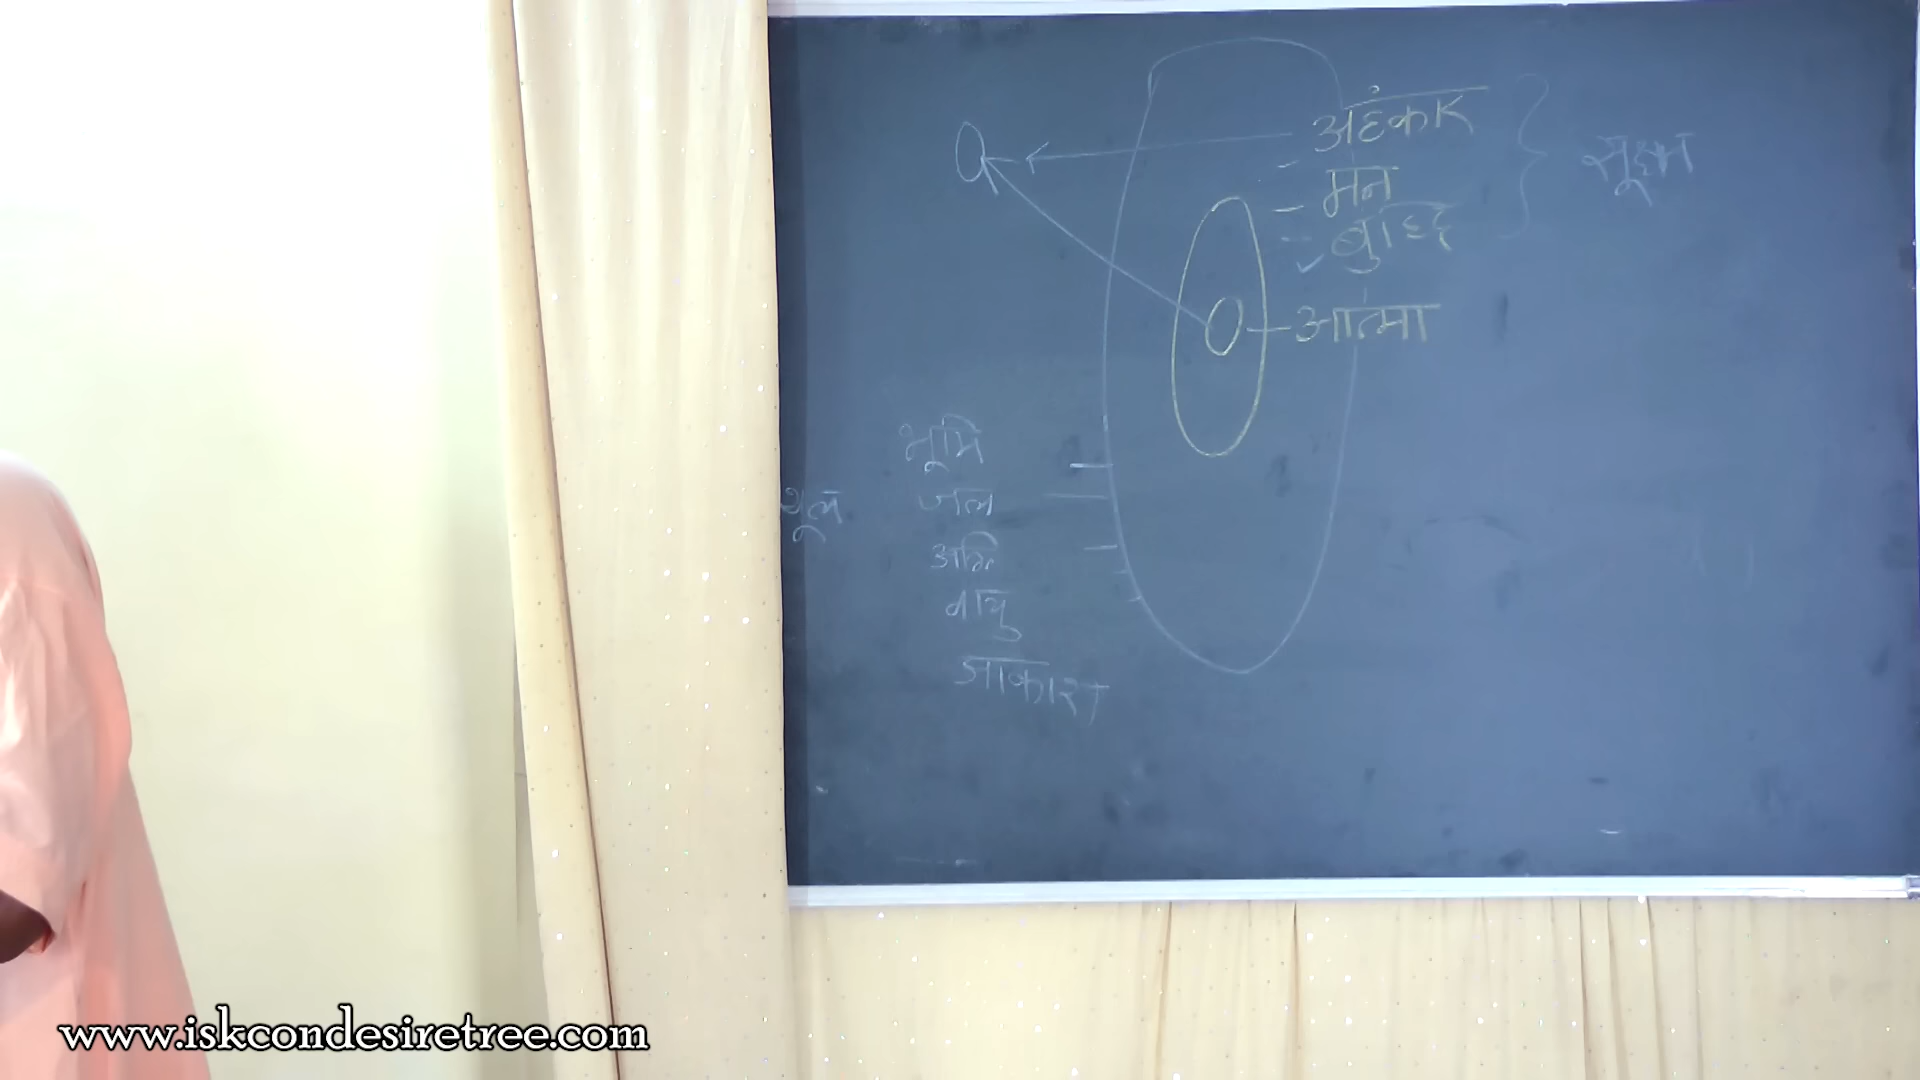 अहंकार
मन
बुद्धि
सूक्ष्म
आत्मा
भूमि
स्थूल
जल
अग्नि
वायु
आकाश
www.iskcondesiretree.com